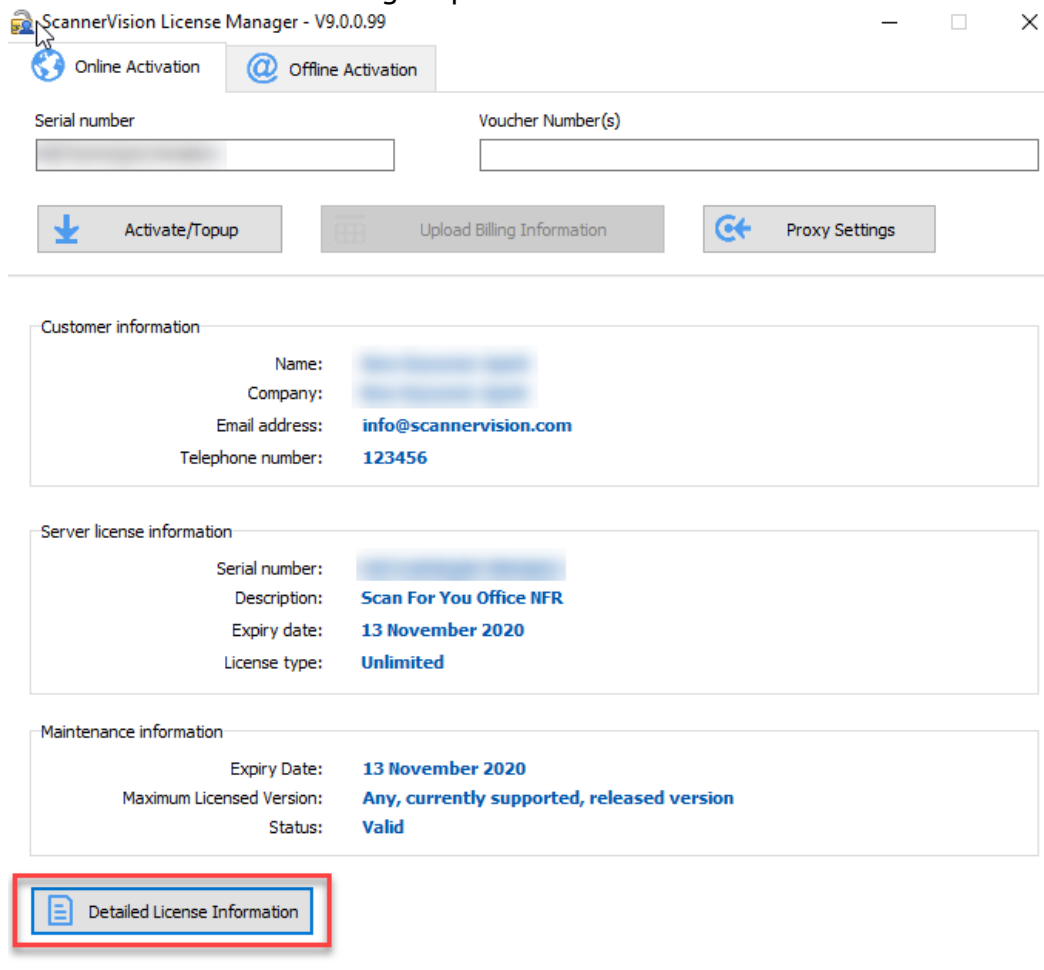 ScannerVision License Manager - V9.0.0.99
Online Activation
Offline Activation
Serial number
Voucher Number(s)
Activate/Topup
Upload Billing Information
Proxy Settings
Customer information
Name:
Company:
Email address: info@scannervision.com
Telephone number: 123456
Server license information
Serial number:
Description: Scan For You Office NFR
Expiry date: 13 November 2020
License type: Unlimited
Maintenance information
Expiry Date: 13 November 2020
Maximum Licensed Version: Any, currently supported, released version
Status: Valid
Detailed License Information